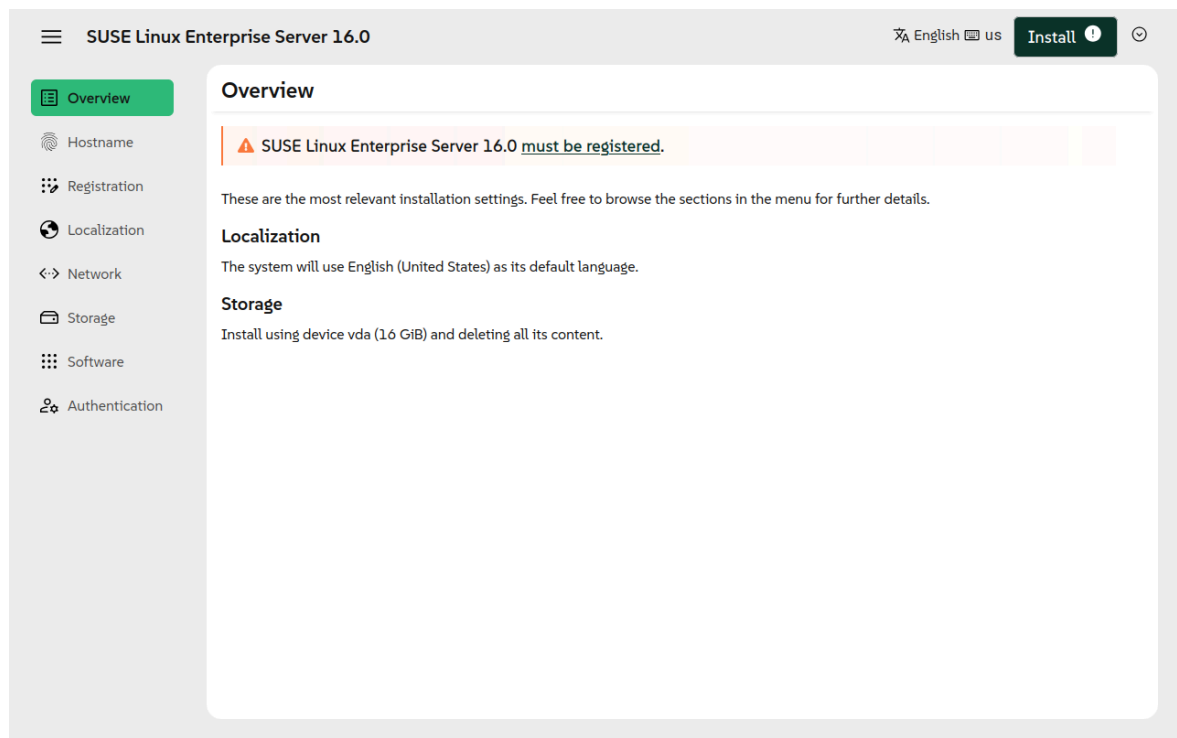 SUSE Linux Enterprise Server 16.0
English us
Install
Overview
Hostname
Registration
Localization
Network
Storage
Software
Authentication
Overview
SUSE Linux Enterprise Server 16.0 must be registered.
These are the most relevant installation settings. Feel free to browse the sections in the menu for further details.
Localization
The system will use English (United States) as its default language.
Storage
Install using device vda (16 GiB) and deleting all its content.